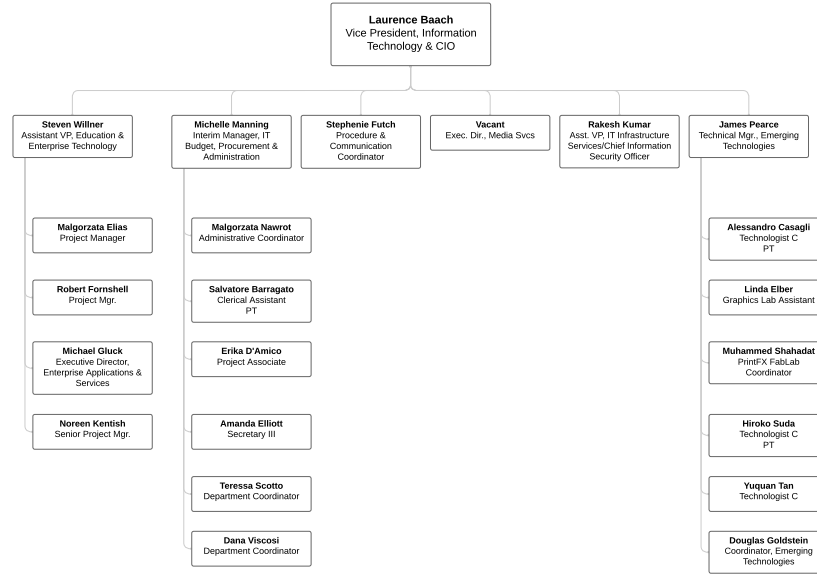 Laurence Baach
Vice President, Information
Technology & CIO
Steven Willner
Assistant VP, Education &
Enterprise Technology
Michelle Manning
Interim Manager, IT
Budget, Procurement &
Administration
Stephenie Futch
Procedure &
Communication
Coordinator
Vacant
Exec. Dir., Media Svcs
Rakesh Kumar
Asst. VP, IT Infrastructure
Services/Chief Information
Security Officer
James Pearce
Technical Mgr., Emerging
Technologies
Malgorzata Elias
Project Manager
Robert Fornshell
Project Mgr.
Michael Gluck
Executive Director,
Enterprise Applications &
Services
Noreen Kentish
Senior Project Mgr.
Malgorzata Nawrot
Administrative Coordinator
Salvatore Barragato
Clerical Assistant
PT
Erika D'Amico
Project Associate
Amanda Elliott
Secretary III
Teressa Scotto
Department Coordinator
Dana Viscosi
Department Coordinator
Alessandro Casagli
Technologist C
PT
Linda Elber
Graphics Lab Assistant
Muhammed Shahadat
PrintFX FabLab
Coordinator
Hiroko Suda
Technologist C
PT
Yuquan Tan
Technologist C
Douglas Goldstein
Coordinator, Emerging
Technologies